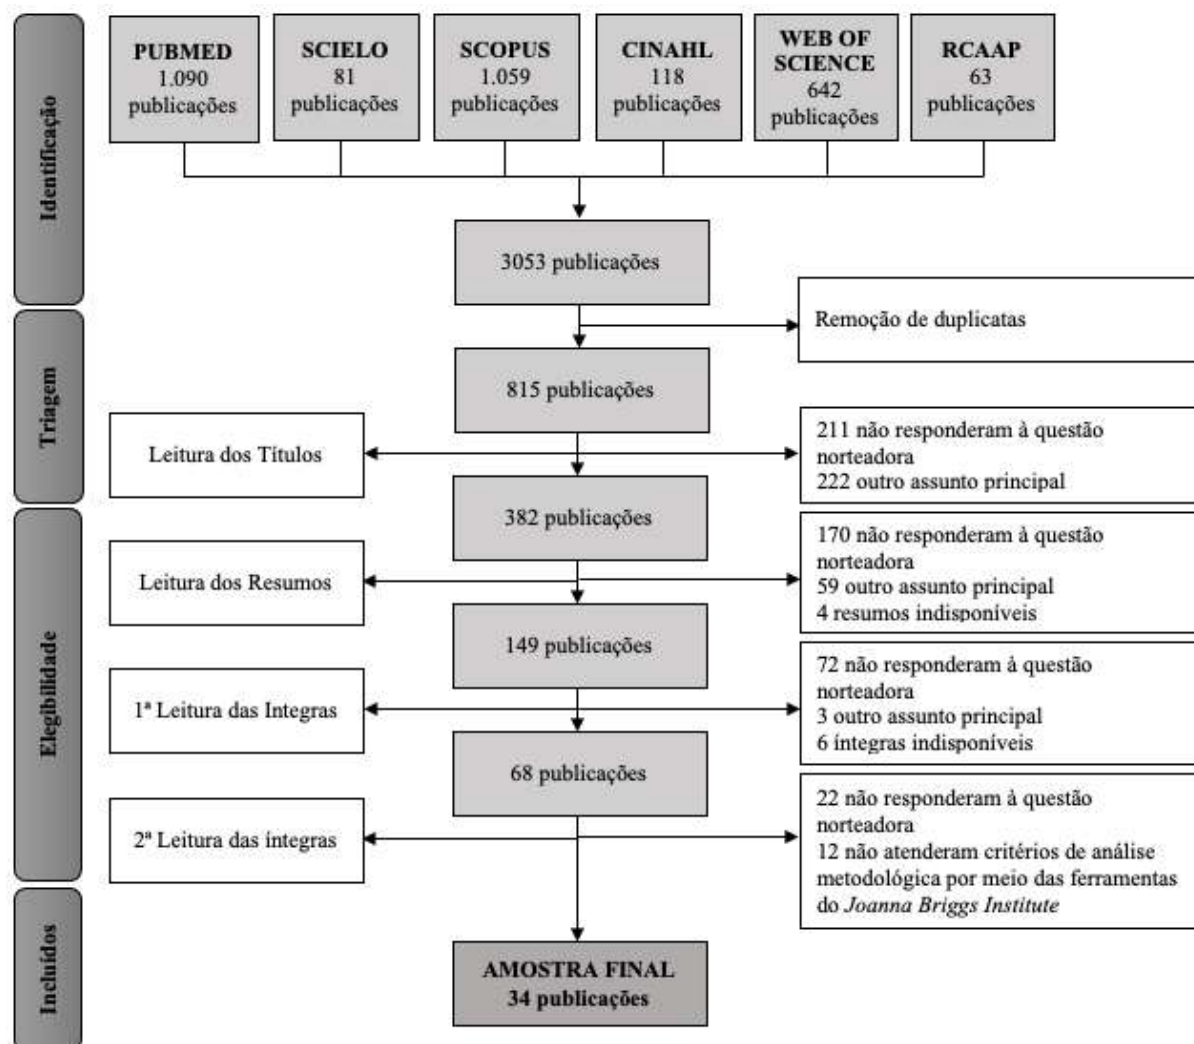 Identificação
PUBMED
1.090
publicações
SCIELO
81
publicações
SCOPUS
1.059
publicações
CINAHL
118
publicações
WEB OF
SCIENCE
642
publicações
RCAAP
63
publicações
3053 publicações
Triagem
Remoção de duplicatas
815 publicações
Leitura dos Títulos
211 não responderam à questão
norteadora
222 outro assunto principal
382 publicações
Elegibilidade
Leitura dos Resumos
170 não responderam à questão
norteadora
59 outro assunto principal
4 resumos indisponíveis
149 publicações
1ª Leitura das Integras
72 não responderam à questão
norteadora
3 outro assunto principal
6 íntegras indisponíveis
68 publicações
2ª Leitura das íntegras
22 não responderam à questão
norteadora
12 não atenderam critérios de análise
metodológica por meio das ferramentas
do Joanna Briggs Institute
Incluídos
AMOSTRA FINAL
34 publicações